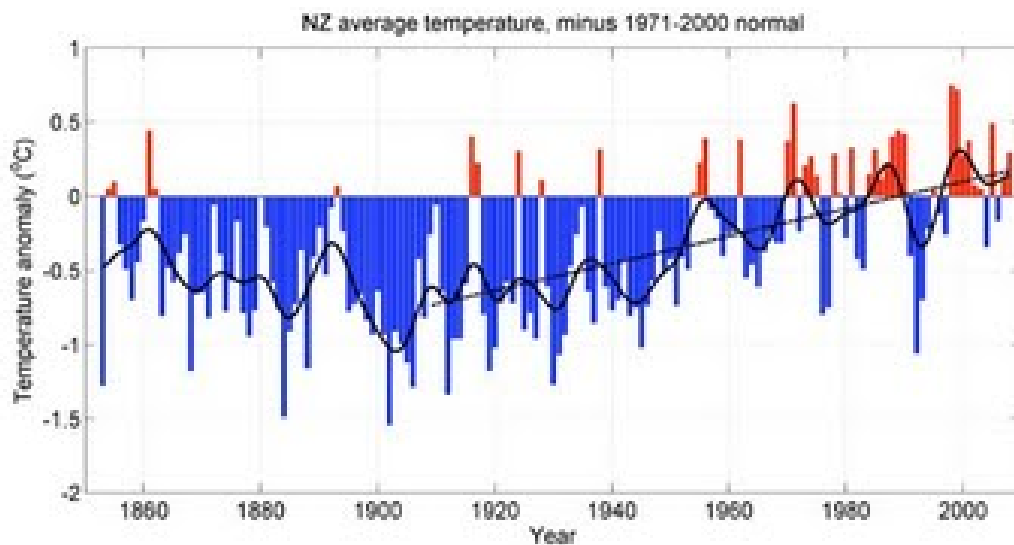 NZ average temperature, minus 1971-2000 normal
Temperature anomaly (°C)
1
0.5
0
-0.5
-1
-1.5
-2
1860 1880 1900 1920 1940 1960 1980 2000
Year